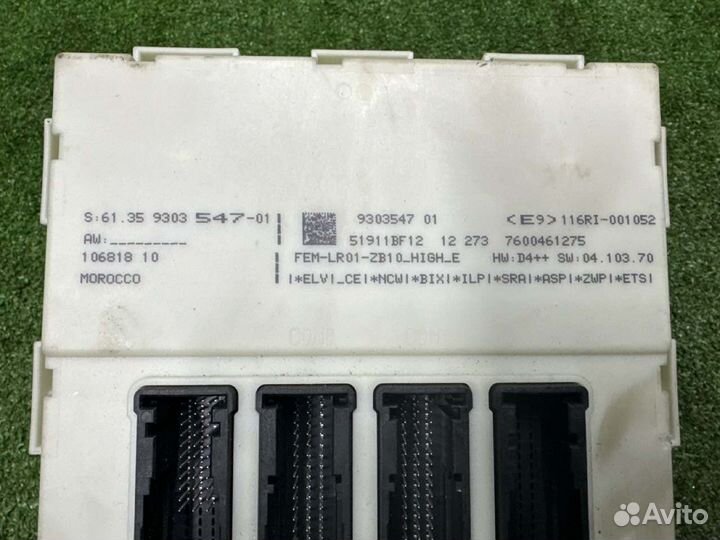 S:61.35 9303 547-01
AW:_________
106818 10
MOROCCO
9303547 01
<E9>116RI-001052
51911BF12 12 273 7600461275
FEM-LR01-ZB10_HIGH_E HW:D4++ SW:04.103.70
|*ELV|_CE|*NCW|*BIX|*ILP|*SRA|*ASP|*ZWP|*ETS|
Avito